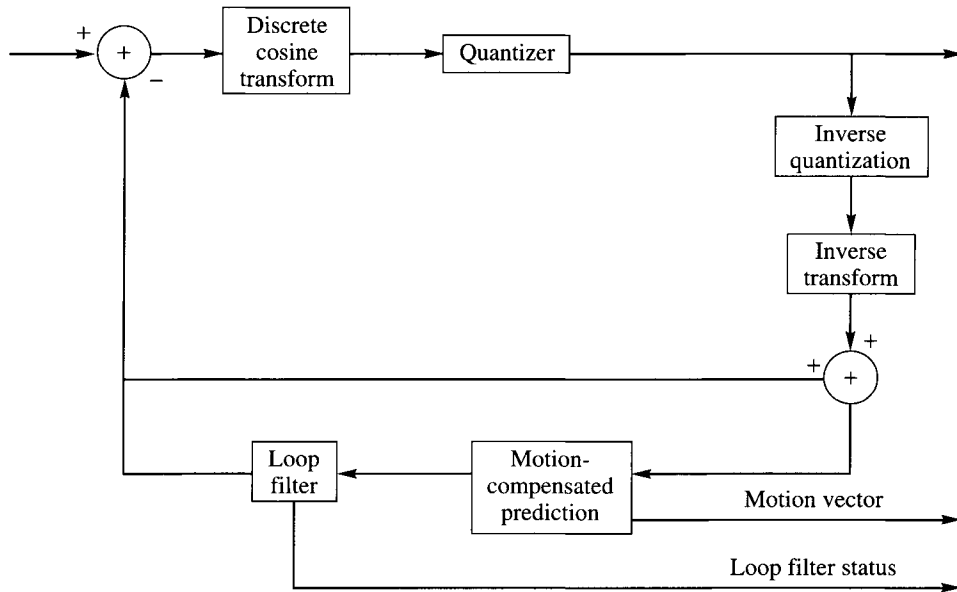 +
+
−
Discrete
cosine
transform
Quantizer
Inverse
quantization
Inverse
transform
+
+
+
Loop
filter
Motion-
compensated
prediction
Motion vector
Loop filter status